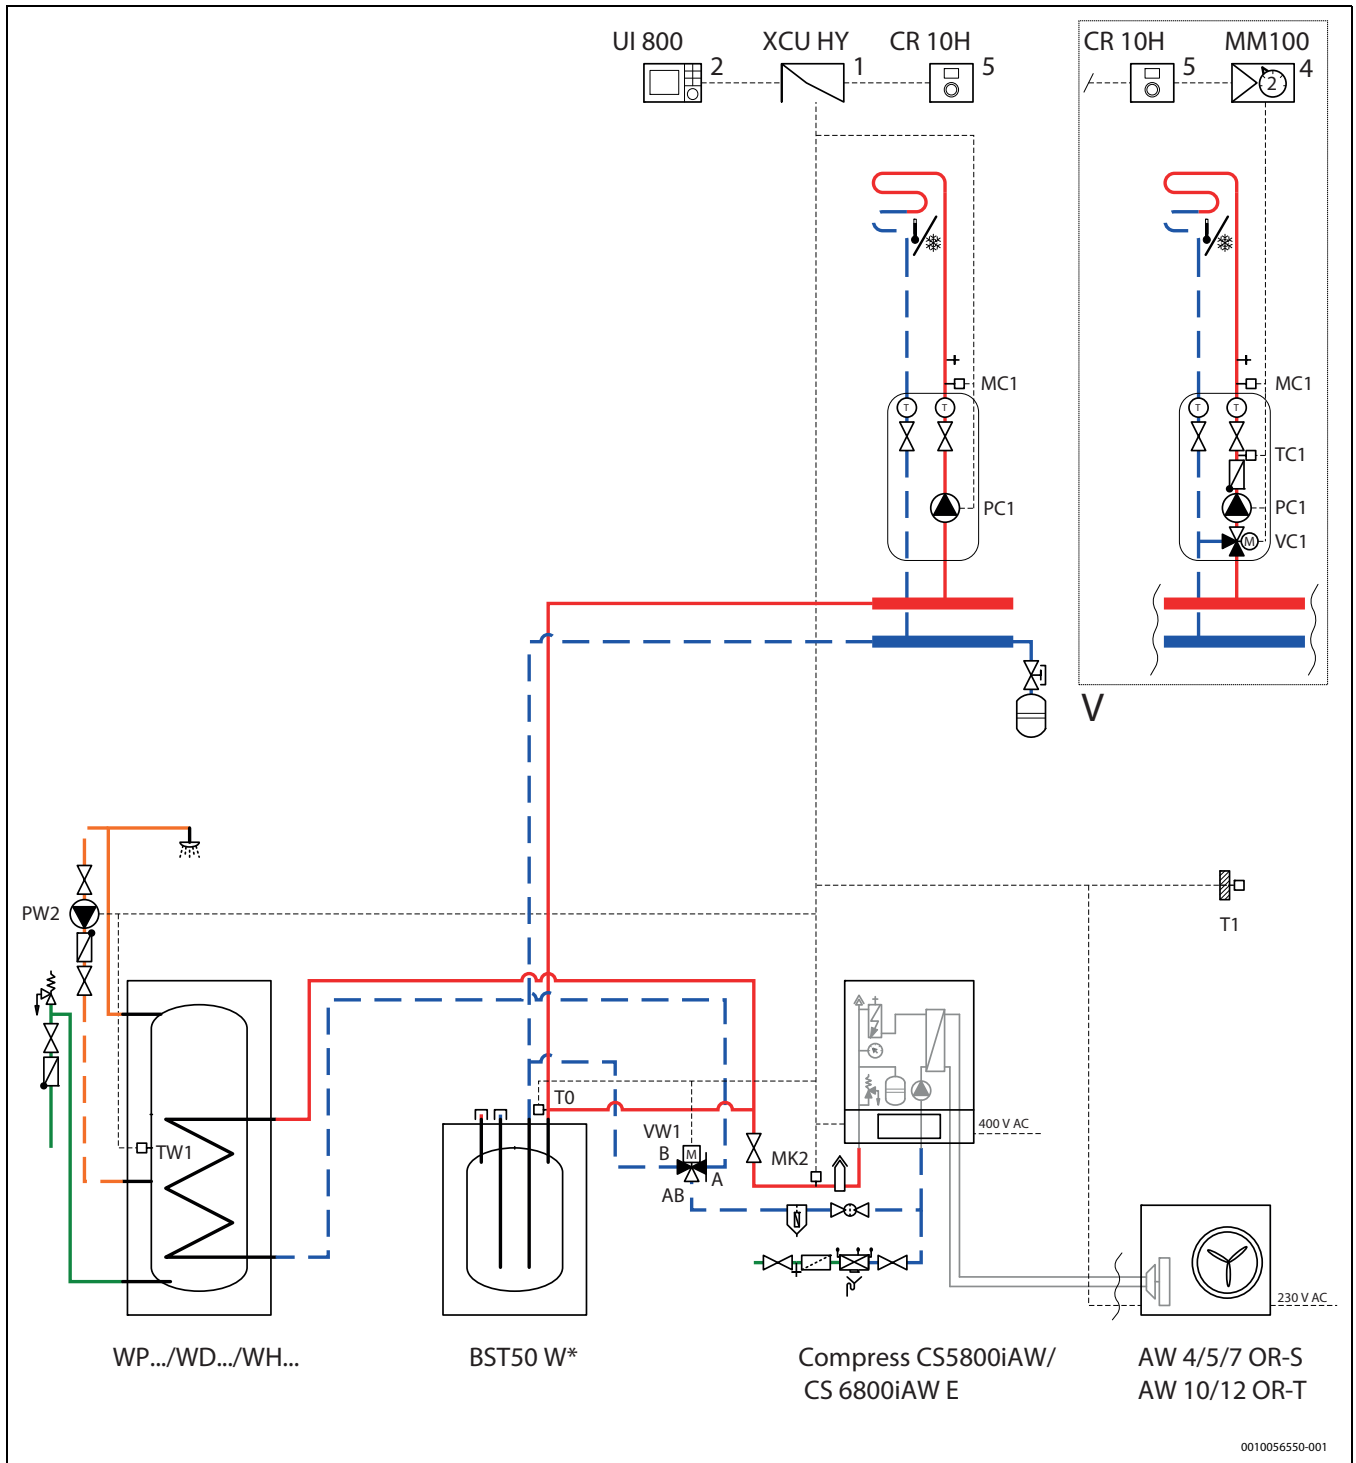 UI 800
XCU HY
CR 10H
CR 10H
MM100
2
1
5
5
4
2
MC1
MC1
T
T
T
T
TC1
PC1
PC1
M
VC1
V
PW2
T1
T0
400 V AC
VW1
TW1
B
M
A
MK2
AB
230 V AC
WP.../WD.../WH...
BST50 W*
Compress CS5800iAW/
CS 6800iAW E
AW 4/5/7 OR-S
AW 10/12 OR-T
0010056550-001